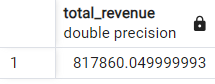 total_revenue
double precision
1
817860.049999993